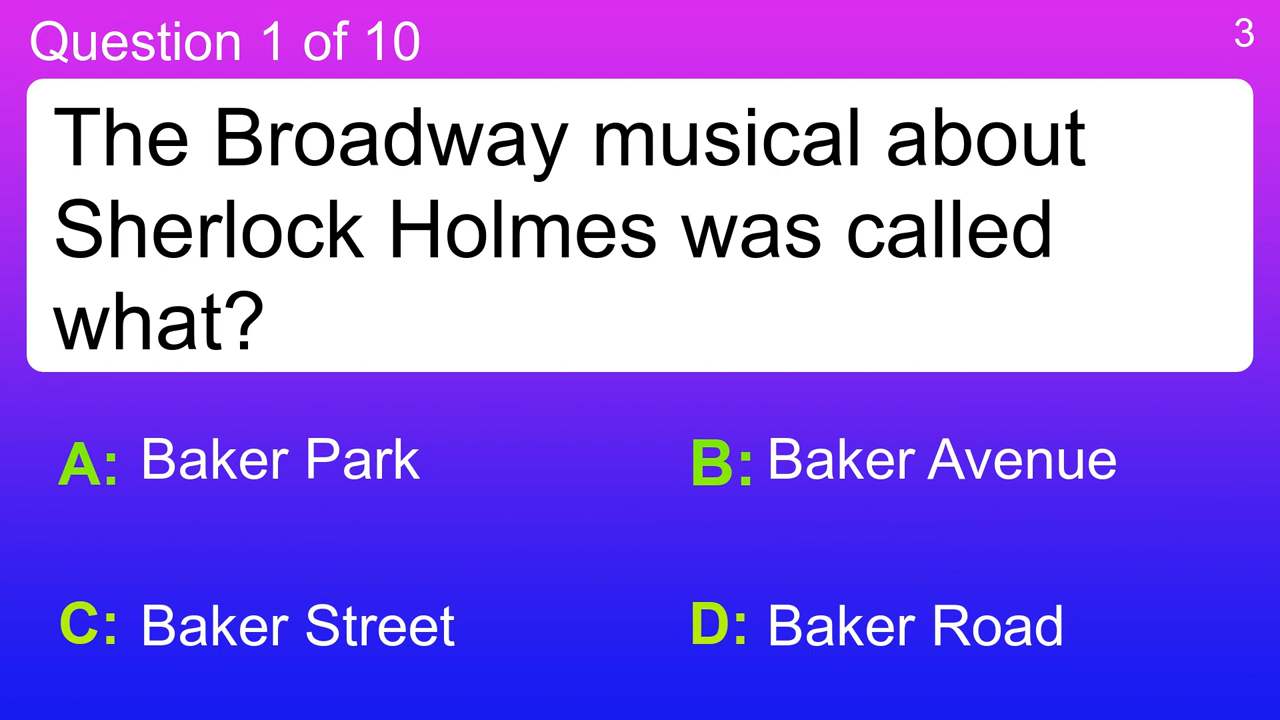 Question 1 of 10
3
The Broadway musical about
Sherlock Holmes was called
what?
A: Baker Park
B: Baker Avenue
C: Baker Street
D: Baker Road